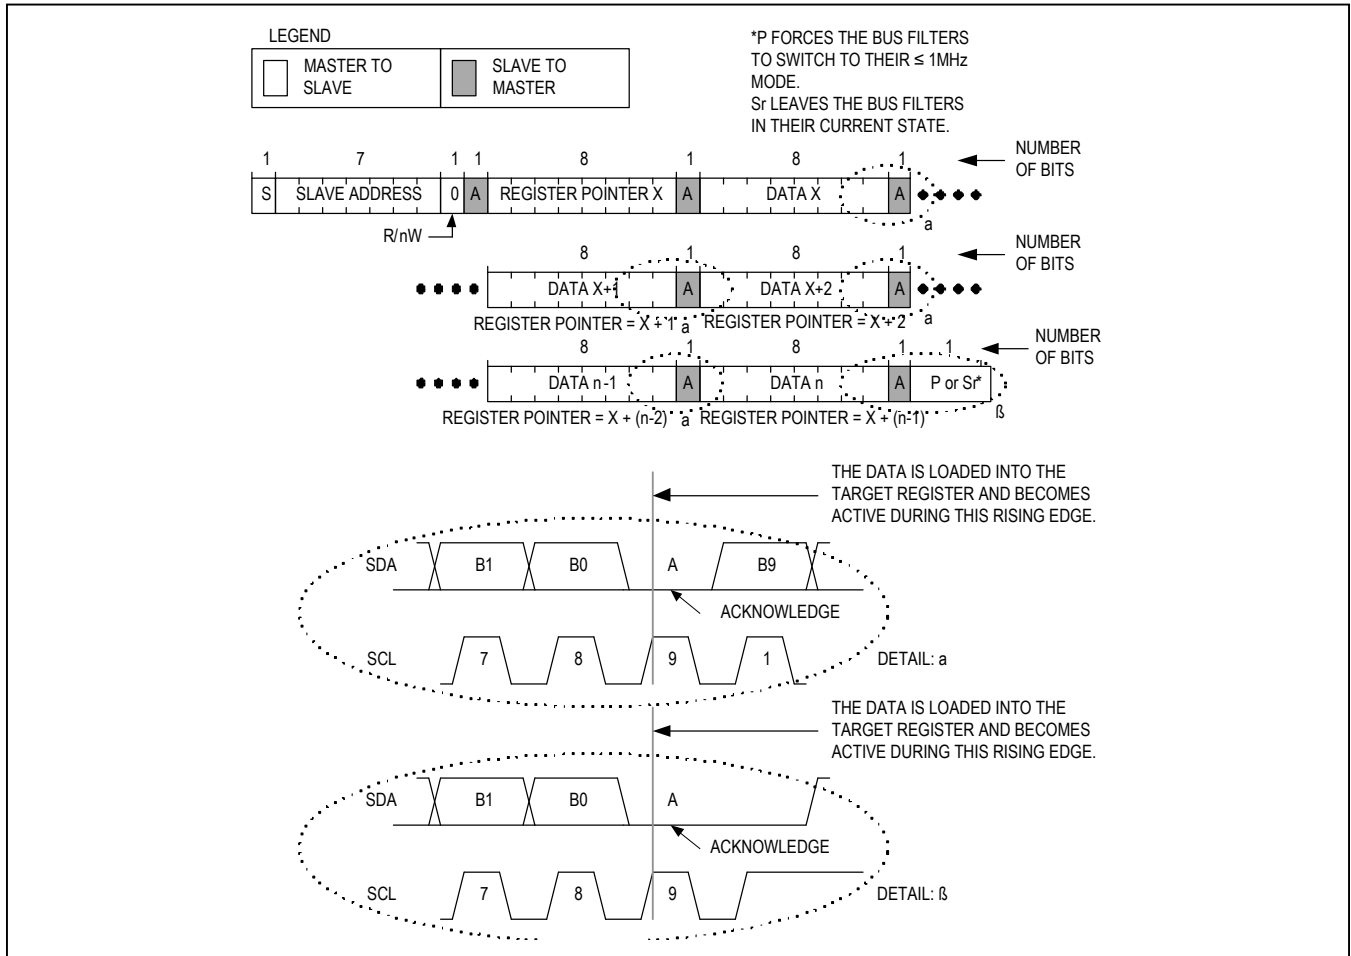 LEGEND
MASTER TO
SLAVE
SLAVE TO
MASTER
*P FORCES THE BUS FILTERS
TO SWITCH TO THEIR ≤ 1MHz
MODE.
Sr LEAVES THE BUS FILTERS
IN THEIR CURRENT STATE.
1 7 1 1 8 1 8 1
NUMBER
OF BITS
S SLAVE ADDRESS 0 A REGISTER POINTER X A DATA X A
a
R/nW
8 1 8 1
NUMBER
OF BITS
DATA X+1 A DATA X+2 A
REGISTER POINTER = X + 1 a REGISTER POINTER = X + 2 a
8 1 8 1 1
NUMBER
OF BITS
DATA n-1 A DATA n A P or Sr*
ß
REGISTER POINTER = X + (n-2) a REGISTER POINTER = X + (n-1)
THE DATA IS LOADED INTO THE
TARGET REGISTER AND BECOMES
ACTIVE DURING THIS RISING EDGE.
SDA B1 B0 A B9
ACKNOWLEDGE
SCL 7 8 9 1 DETAIL: a
THE DATA IS LOADED INTO THE
TARGET REGISTER AND BECOMES
ACTIVE DURING THIS RISING EDGE.
SDA B1 B0 A
ACKNOWLEDGE
SCL 7 8 9 DETAIL: ß